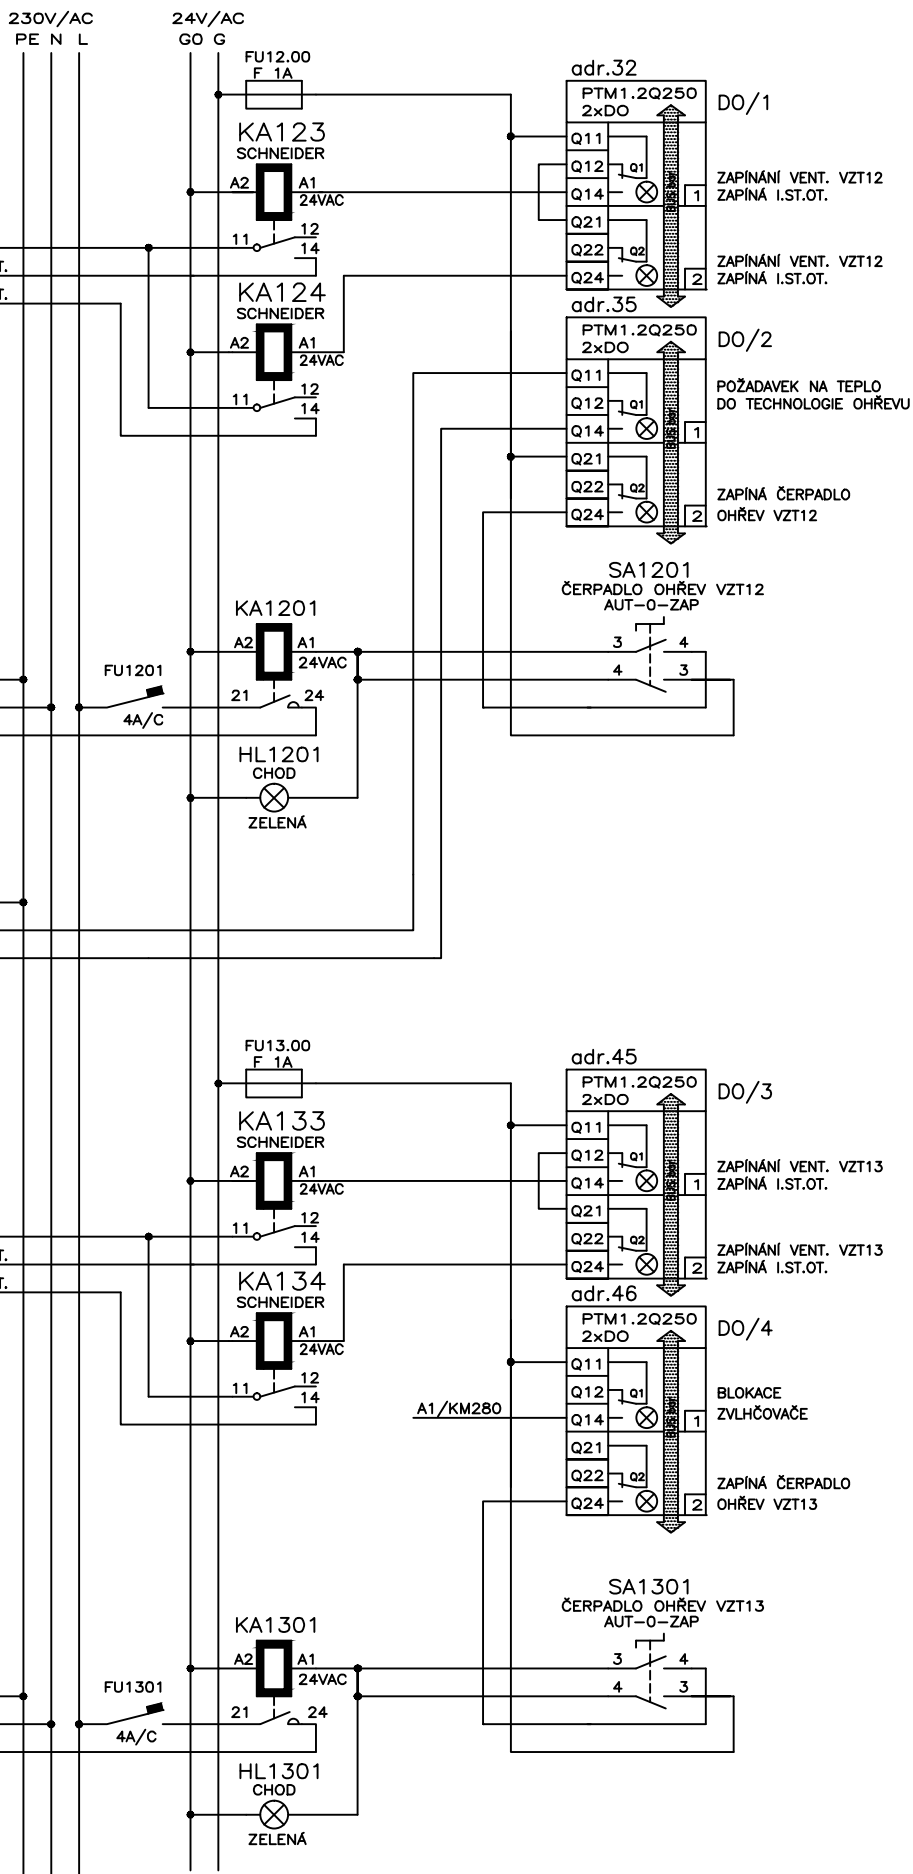 230V/AC
24V/AC
PE N L
GO G
FU12.00
F 1A
adr.32
PTM1.2Q250
2xDO
DO/1
KA123
SCHNEIDER
A2
A1
24VAC
11
12
14
Q11
Q12
Q1
Q14
1
Q21
Q22
Q2
Q24
2
ZAPÍNÁNÍ VENT. VZT12
ZAPÍNÁ I.ST.OT.
ZAPÍNÁNÍ VENT. VZT12
ZAPÍNÁ I.ST.OT.
T.
T.
KA124
SCHNEIDER
A2
A1
24VAC
11
12
14
adr.35
PTM1.2Q250
2xDO
DO/2
Q11
Q12
Q1
Q14
1
Q21
Q22
Q2
Q24
2
POŽADAVEK NA TEPLO
DO TECHNOLOGIE OHŘEVU
ZAPÍNÁ ČERPADLO
OHŘEV VZT12
SA1201
ČERPADLO OHŘEV VZT12
AUT-0-ZAP
3
4
4
3
KA1201
A2
A1
24VAC
FU1201
4A/C
21
24
HL1201
CHOD
ZELENÁ
FU13.00
F 1A
adr.45
PTM1.2Q250
2xDO
DO/3
KA133
SCHNEIDER
A2
A1
24VAC
11
12
14
Q11
Q12
Q1
Q14
1
Q21
Q22
Q2
Q24
2
ZAPÍNÁNÍ VENT. VZT13
ZAPÍNÁ I.ST.OT.
ZAPÍNÁNÍ VENT. VZT13
ZAPÍNÁ I.ST.OT.
T.
T.
KA134
SCHNEIDER
A2
A1
24VAC
11
12
14
adr.46
PTM1.2Q250
2xDO
DO/4
Q11
Q12
Q1
Q14
1
Q21
Q22
Q2
Q24
2
A1/KM280
BLOKACE
ZVLHČOVAČE
ZAPÍNÁ ČERPADLO
OHŘEV VZT13
SA1301
ČERPADLO OHŘEV VZT13
AUT-0-ZAP
3
4
4
3
KA1301
A2
A1
24VAC
FU1301
4A/C
21
24
HL1301
CHOD
ZELENÁ